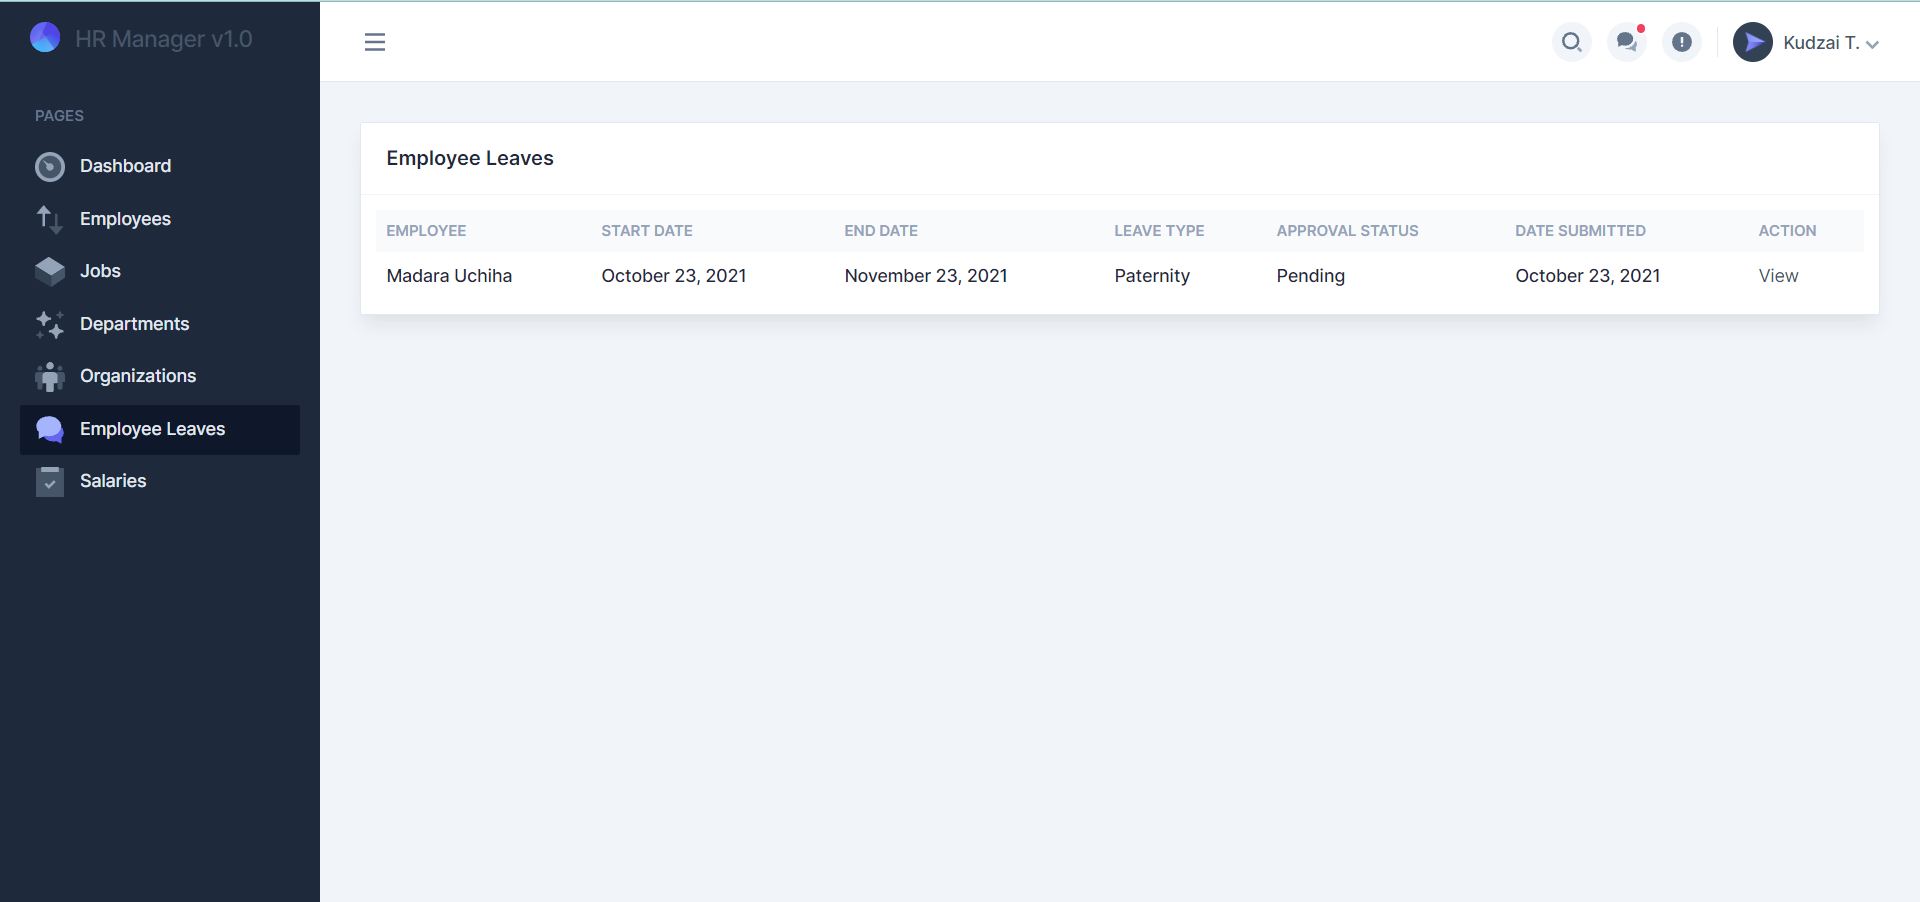 HR Manager v1.0
Kudzai T.
PAGES
Dashboard
Employees
Jobs
Departments
Organizations
Employee Leaves
Salaries
Employee Leaves
EMPLOYEE START DATE END DATE LEAVE TYPE APPROVAL STATUS DATE SUBMITTED ACTION
Madara Uchiha October 23, 2021 November 23, 2021 Paternity Pending October 23, 2021 View